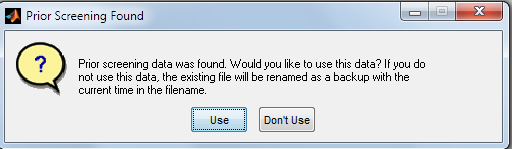 Prior Screening Found
?
Prior screening data was found. Would you like to use this data? If you do
not use this data, the existing file will be renamed as a backup with the
current time in the filename.
Use Don't Use